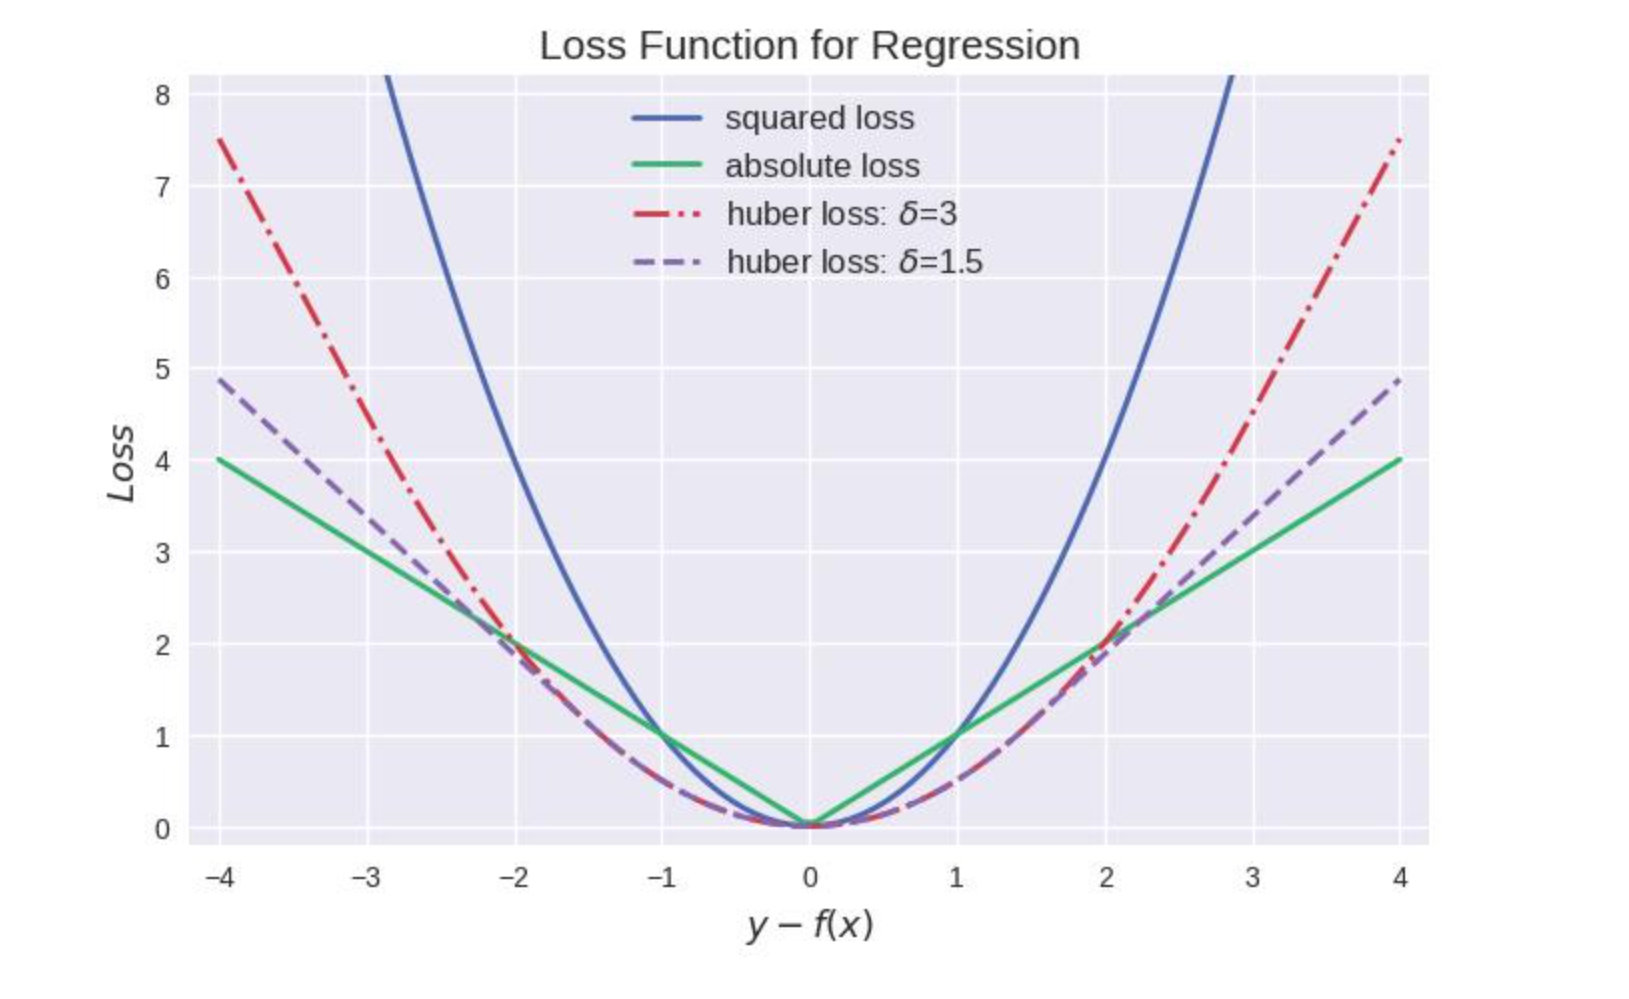 Loss Function for Regression
8
7
6
5
4
3
2
1
0
Loss
squared loss
absolute loss
huber loss: δ=3
huber loss: δ=1.5
−4 −3 −2 −1 0 1 2 3 4
y − f(x)